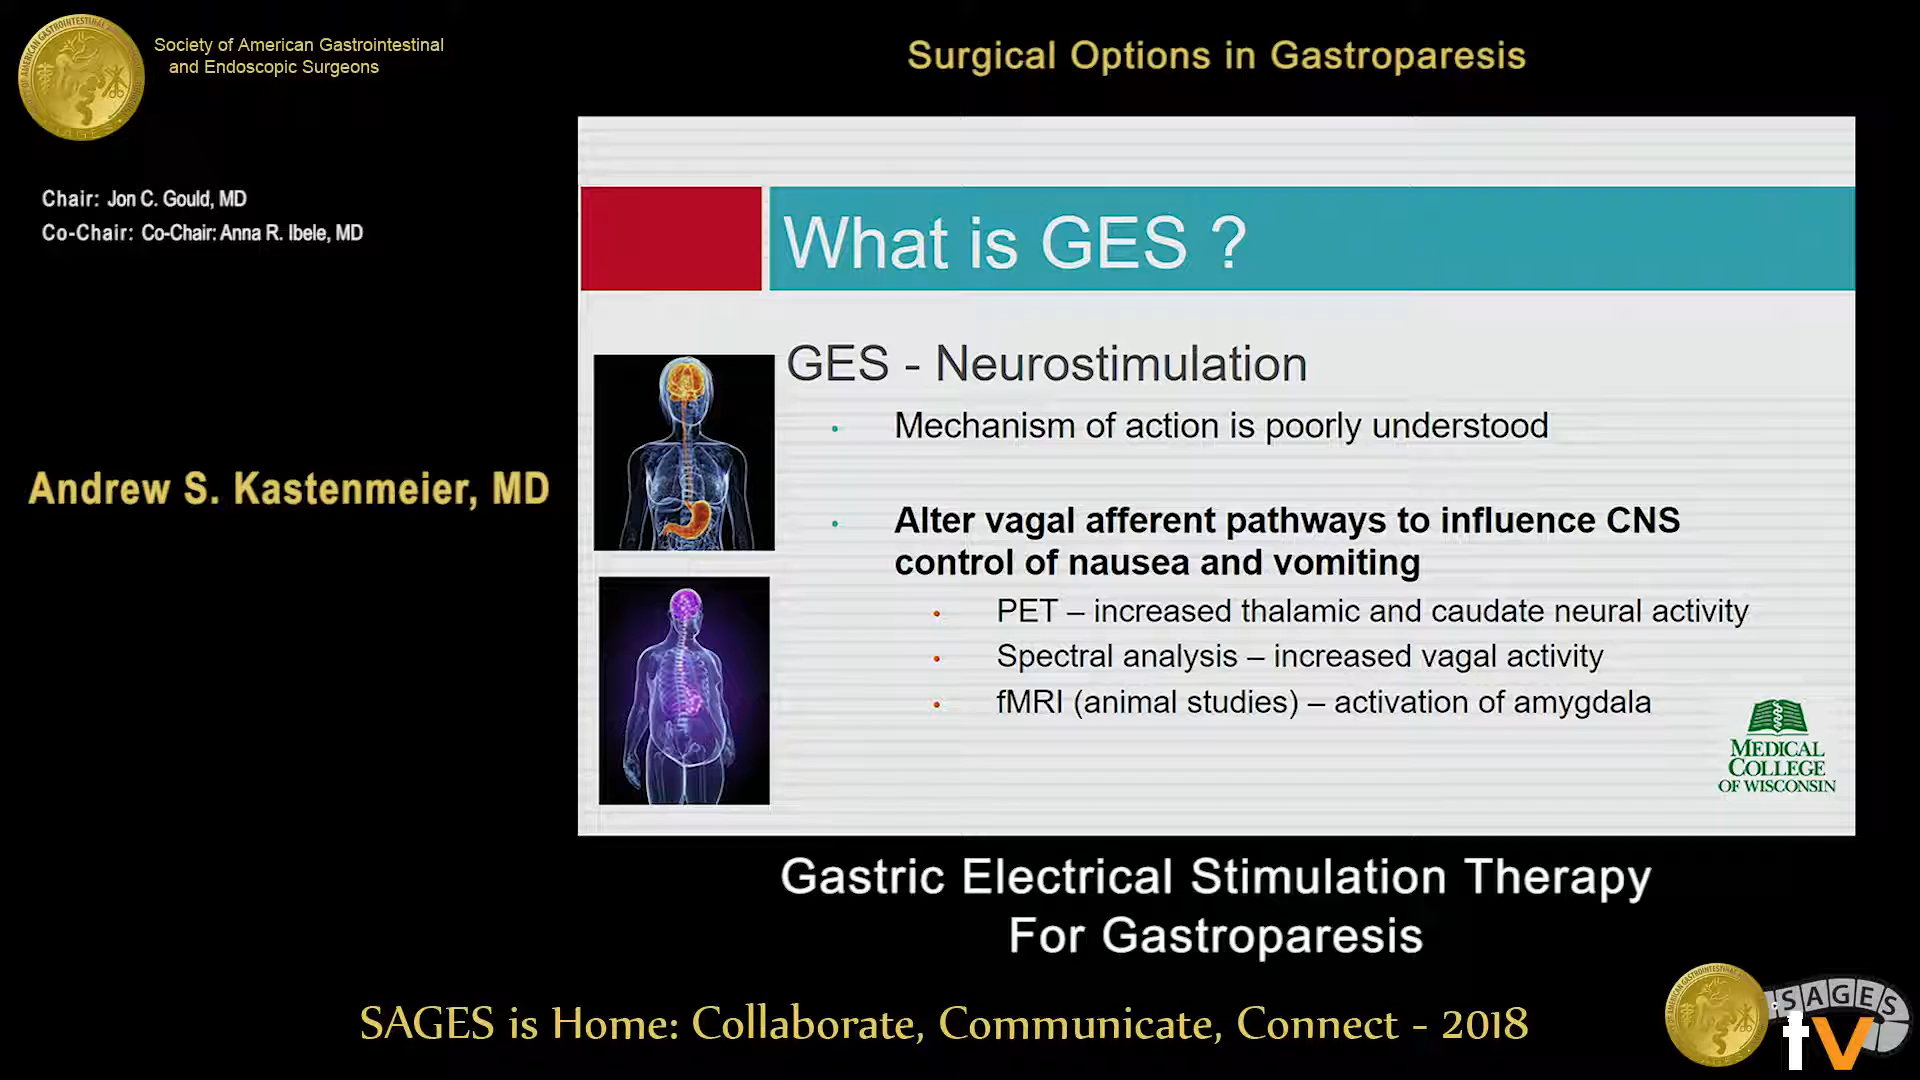 Society of American Gastrointestinal
and Endoscopic Surgeons
Surgical Options in Gastroparesis
Chair: Jon C. Gould, MD
Co-Chair: Co-Chair: Anna R. Ibele, MD
Andrew S. Kastenmeier, MD
What is GES ?
GES - Neurostimulation
• Mechanism of action is poorly understood
• Alter vagal afferent pathways to influence CNS
control of nausea and vomiting
• PET – increased thalamic and caudate neural activity
• Spectral analysis – increased vagal activity
• fMRI (animal studies) – activation of amygdala
MEDICAL
COLLEGE
OF WISCONSIN
Gastric Electrical Stimulation Therapy
For Gastroparesis
SAGES is Home: Collaborate, Communicate, Connect - 2018
SAGES
tv